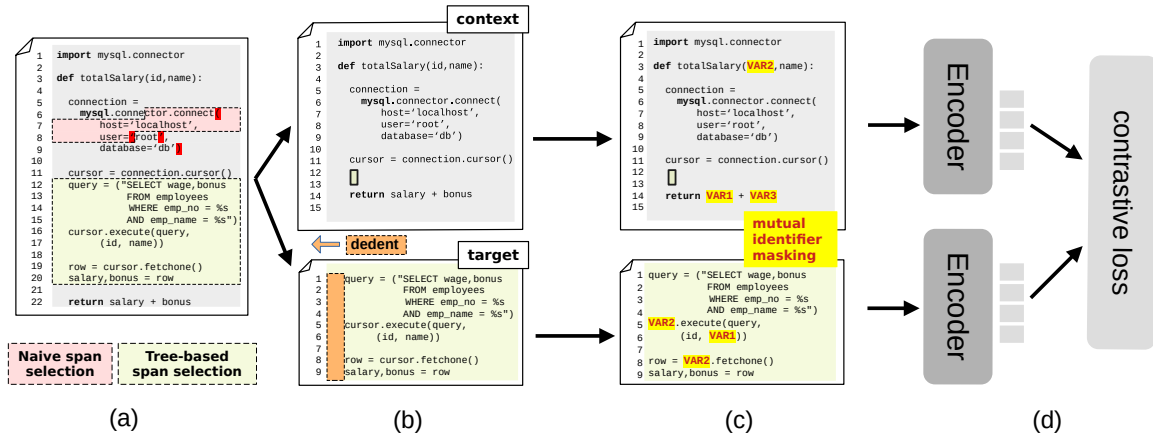 1 import mysql.connector
2
3 def totalSalary(id,name):
4
5 connection =
6 mysql.connector.connect(
7 host=‘localhost’,
8 user=‘root’,
9 database=‘db’)
10
11 cursor = connection.cursor()
12 query = ("SELECT wage,bonus
13 FROM employees
14 WHERE emp_no = %s
15 AND emp_name = %s")
16 cursor.execute(query,
17 (id, name))
18
19 row = cursor.fetchone()
20 salary,bonus = row
21
22 return salary + bonus
Naive span
selection
Tree-based
span selection
(a)
context
1 import mysql.connector
2
3 def totalSalary(id,name):
4
5 connection =
6 mysql.connector.connect(
7 host=‘localhost’,
8 user=‘root’,
9 database=‘db’)
10
11 cursor = connection.cursor()
12
13
14 return salary + bonus
15
dedent
target
1 query = ("SELECT wage,bonus
2 FROM employees
3 WHERE emp_no = %s
4 AND emp_name = %s")
5 cursor.execute(query,
6 (id, name))
7
8 row = cursor.fetchone()
9 salary,bonus = row
(b)
1 import mysql.connector
2
3 def totalSalary(VAR2,name):
4
5 connection =
6 mysql.connector.connect(
7 host=‘localhost’,
8 user=‘root’,
9 database=‘db’)
10
11 cursor = connection.cursor()
12
13
14 return VAR1 + VAR3
15
mutual
identifier
masking
1 query = ("SELECT wage,bonus
2 FROM employees
3 WHERE emp_no = %s
4 AND emp_name = %s")
5 VAR2.execute(query,
6 (id, VAR1))
7
8 row = VAR2.fetchone()
9 salary,bonus = row
(c)
Encoder
Encoder
contrastive loss
(d)